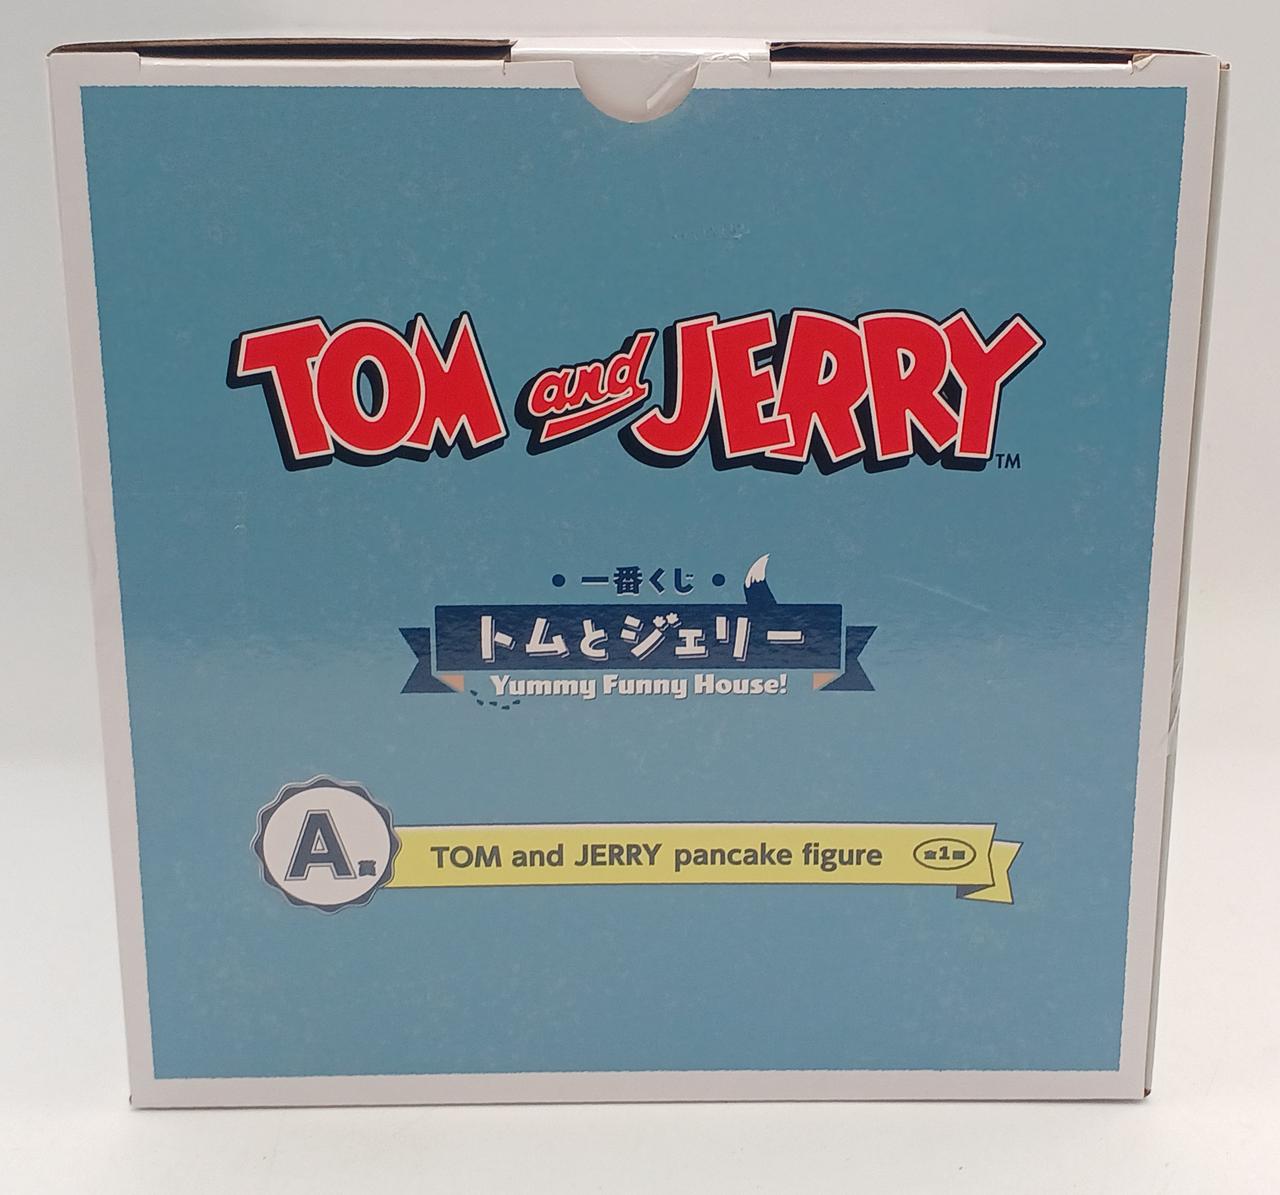 TOM and JERRY TM
• 一番くじ •
トムとジェリー
Yummy Funny House!
A賞
TOM and JERRY pancake figure
全1種